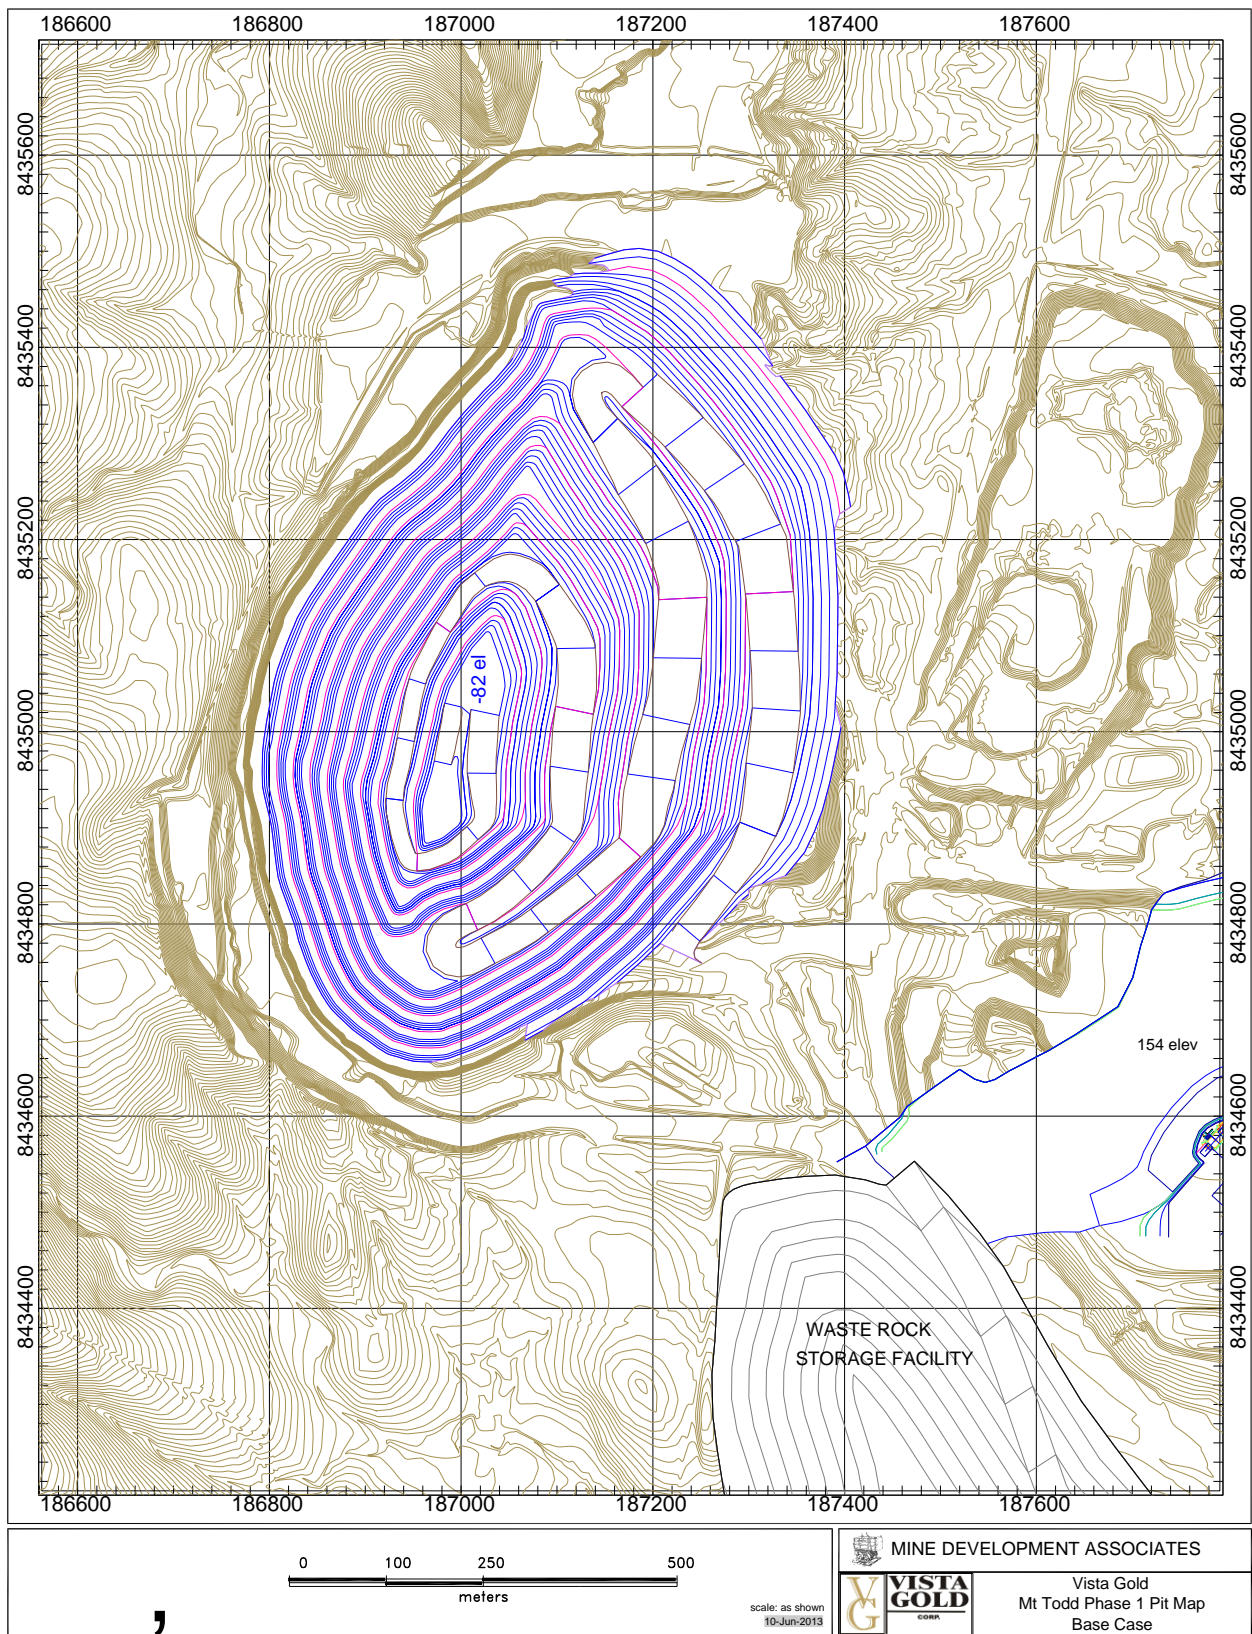 186600 186800 187000 187200 187400 187600
8435600 8435600
8435400 8435400
8435200 8435200
-82 el
8435000 8435000
8434800 8434800
154 elev
8434600 8434600
8434400 8434400
WASTE ROCK
STORAGE FACILITY
186600 186800 187000 187200 187400 187600
0 100 250 500
meters
,
scale: as shown
10-Jun-2013
MINE DEVELOPMENT ASSOCIATES
VG
VISTA
GOLD
CORP.
Vista Gold
Mt Todd Phase 1 Pit Map
Base Case